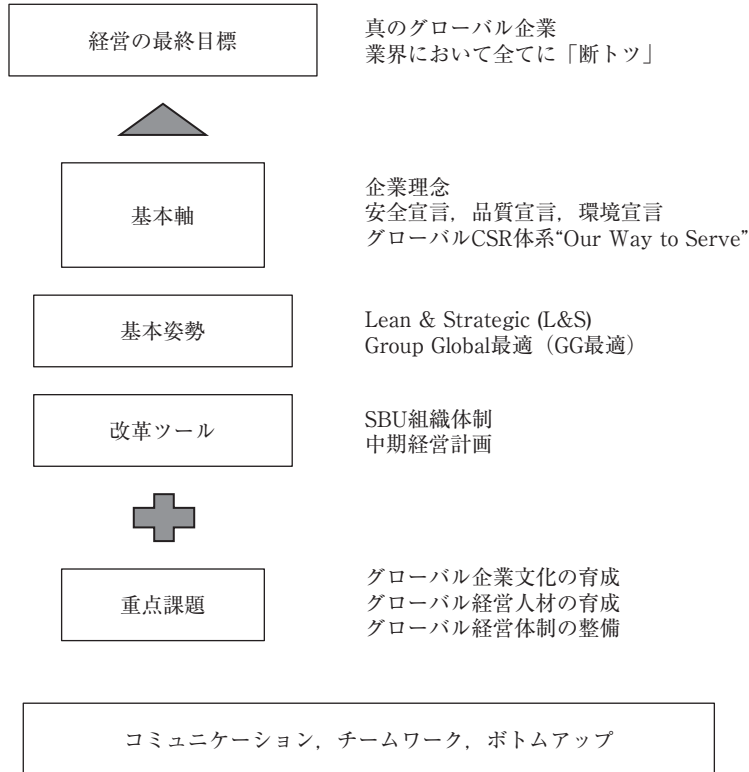 経営の最終目標
真のグローバル企業
業界において全てに「断トツ」
基本軸
企業理念
安全宣言，品質宣言，環境宣言
グローバルCSR体系“Our Way to Serve”
基本姿勢
Lean & Strategic (L&S)
Group Global最適（GG最適）
改革ツール
SBU組織体制
中期経営計画
重点課題
グローバル企業文化の育成
グローバル経営人材の育成
グローバル経営体制の整備
コミュニケーション，チームワーク，ボトムアップ